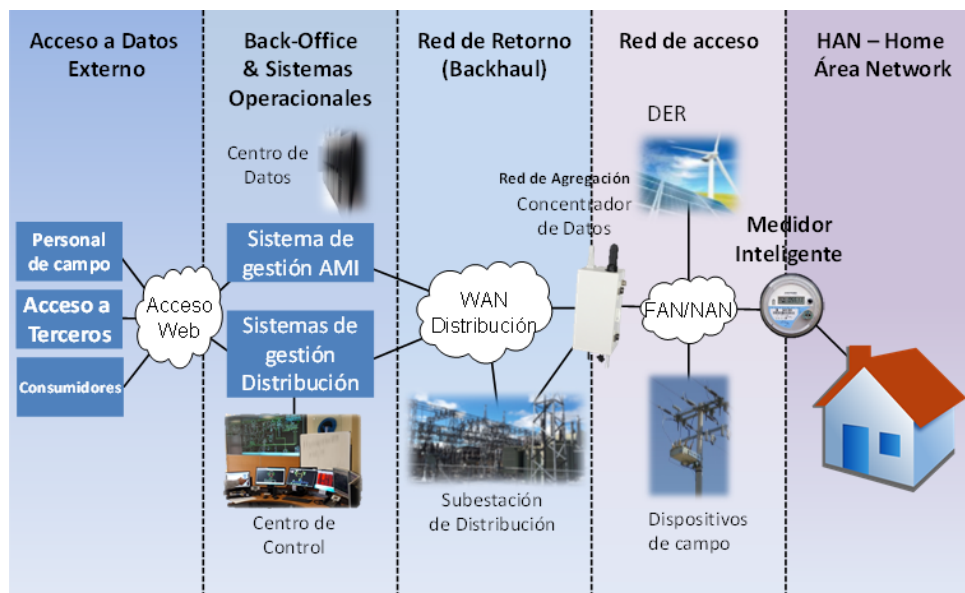 Acceso a Datos
Externo
Back-Office
& Sistemas
Operacionales
Red de Retorno
(Backhaul)
Red de acceso
HAN – Home
Área Network
Centro de
Datos
DER
Red de Agregación
Concentrador
de Datos
Medidor
Inteligente
Personal
de campo
Acceso a
Terceros
Consumidores
Acceso
Web
Sistema de
gestión AMI
Sistemas de
gestión
Distribución
WAN
Distribución
FAN/NAN
Centro de
Control
Subestación
de Distribución
Dispositivos
de campo